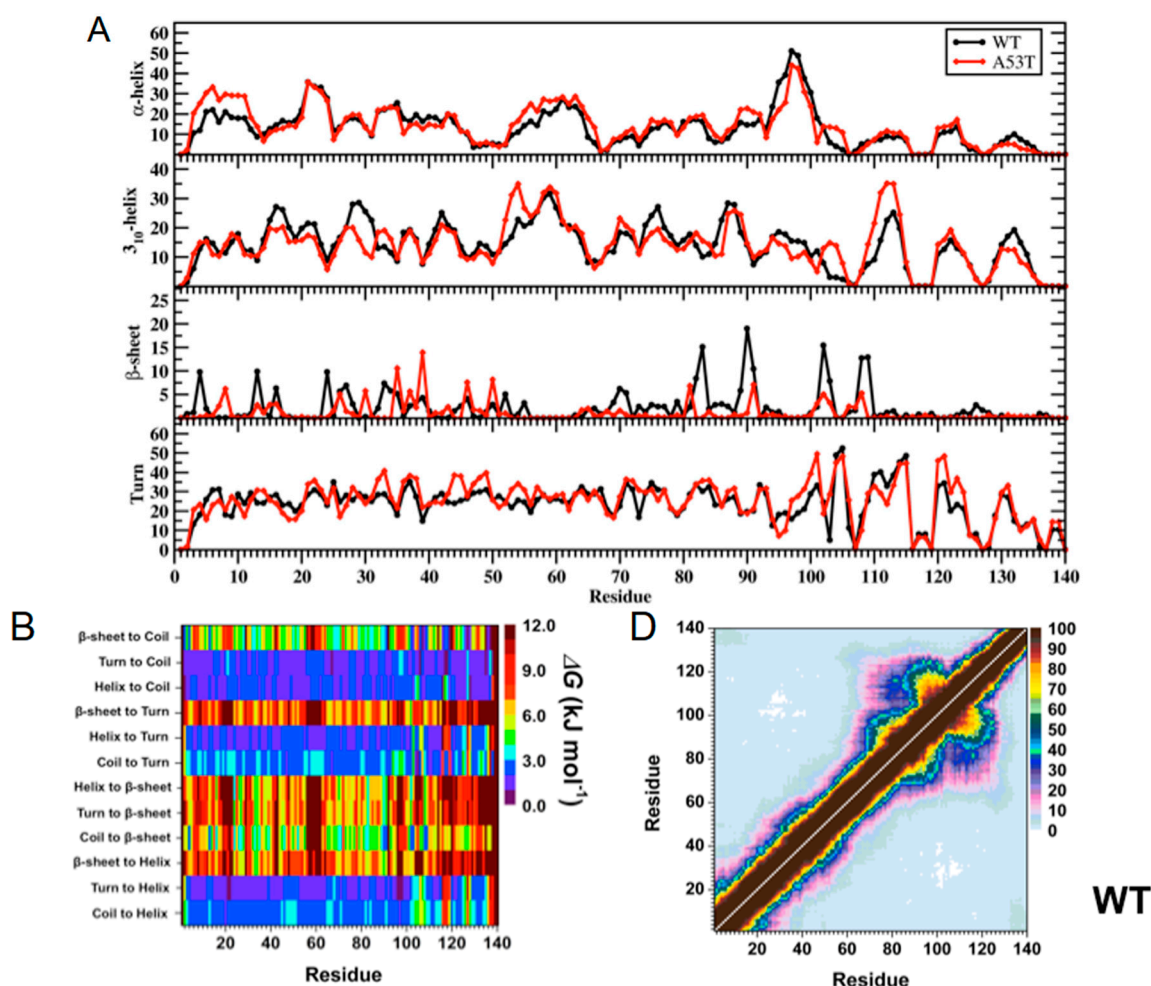 A
WT
A53T
α-helix
60
50
40
30
20
10
3₁₀-helix
40
30
20
10
β-sheet
25
20
15
10
5
Turn
60
50
40
30
20
10
0
0 10 20 30 40 50 60 70 80 90 100 110 120 130 140
Residue
B
β-sheet to Coil
Turn to Coil
Helix to Coil
β-sheet to Turn
Helix to Turn
Coil to Turn
Helix to β-sheet
Turn to β-sheet
Coil to β-sheet
β-sheet to Helix
Turn to Helix
Coil to Helix
20 40 60 80 100 120 140
Residue
12.0
9.0
6.0
3.0
0.0
ΔG (kJ mol⁻¹)
D
140
120
100
80
60
40
20
Residue
20 40 60 80 100 120 140
Residue
100
90
80
70
60
50
40
30
20
10
0
WT